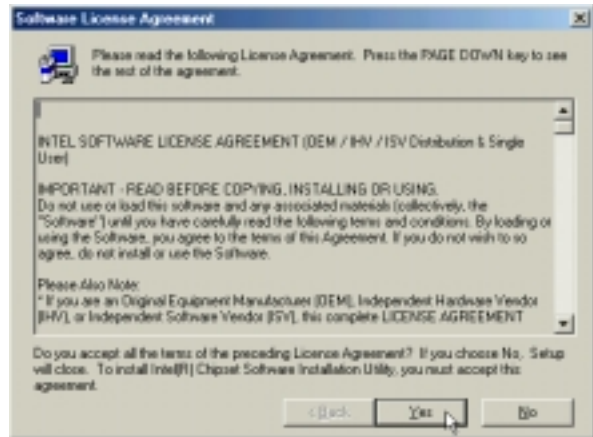 Software License Agreement
Please read the following License Agreement. Press the PAGE DOWN key to see
the rest of the agreement.
INTEL SOFTWARE LICENSE AGREEMENT (OEM / IHV / ISV Distribution & Single
User)
IMPORTANT - READ BEFORE COPYING, INSTALLING OR USING.
Do not use or load this software and any associated materials (collectively, the
"Software") until you have carefully read the following terms and conditions. By loading or
using the Software, you agree to the terms of this Agreement. If you do not wish to so
agree, do not install or use the Software.
Please Also Note:
* If you are an Original Equipment Manufacturer (OEM), Independent Hardware Vendor
(IHV), or Independent Software Vendor (ISV), this complete LICENSE AGREEMENT
Do you accept all the terms of the preceding License Agreement? If you choose No, Setup
will close. To install Intel(R) Chipset Software Installation Utility, you must accept this
agreement.
< Back
Yes
No